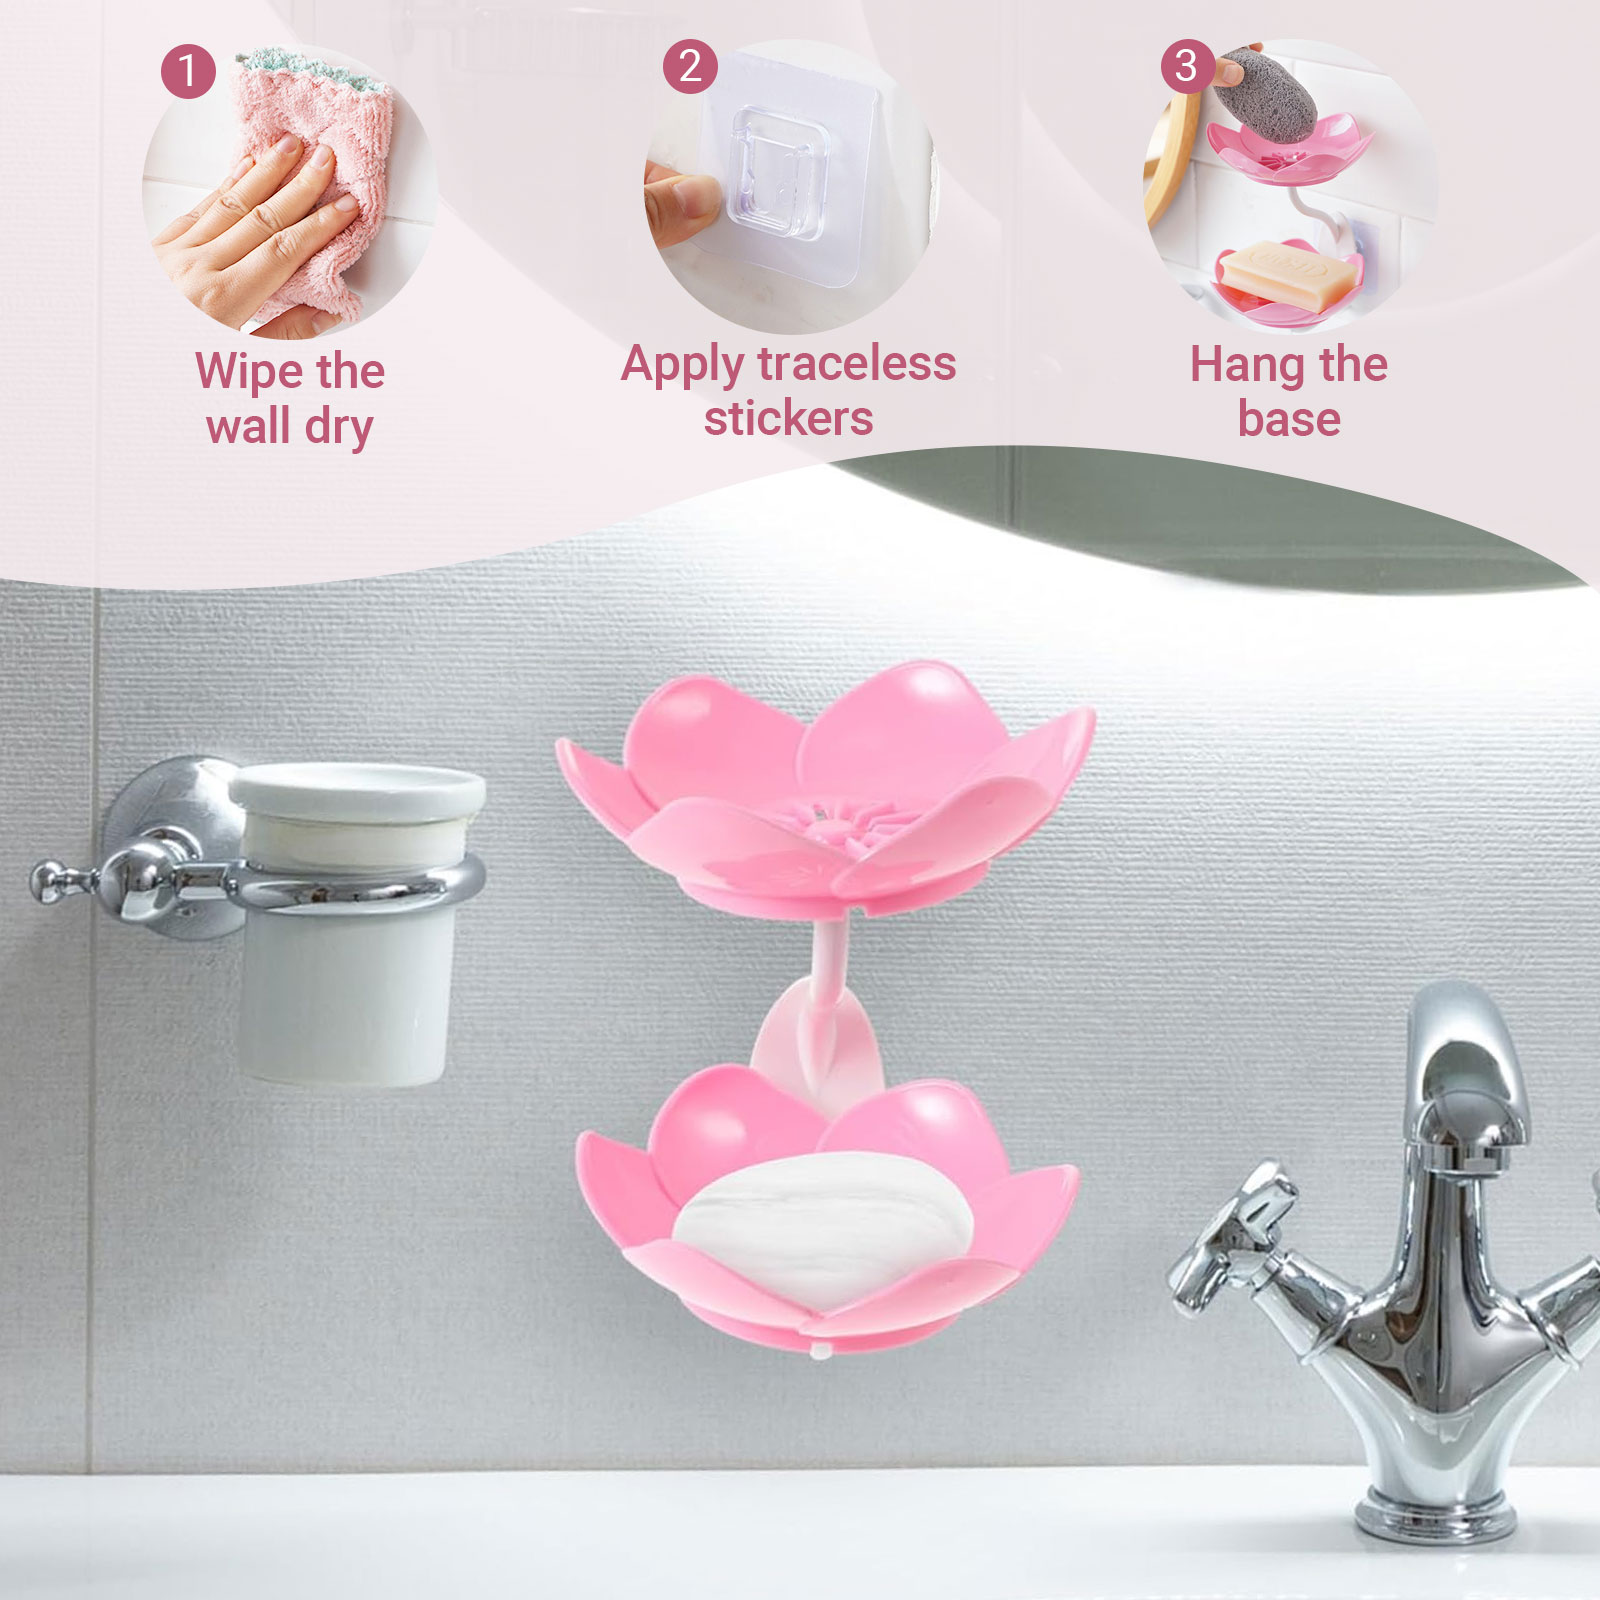 1
Wipe the
wall dry
2
Apply traceless
stickers
3
Hang the
base